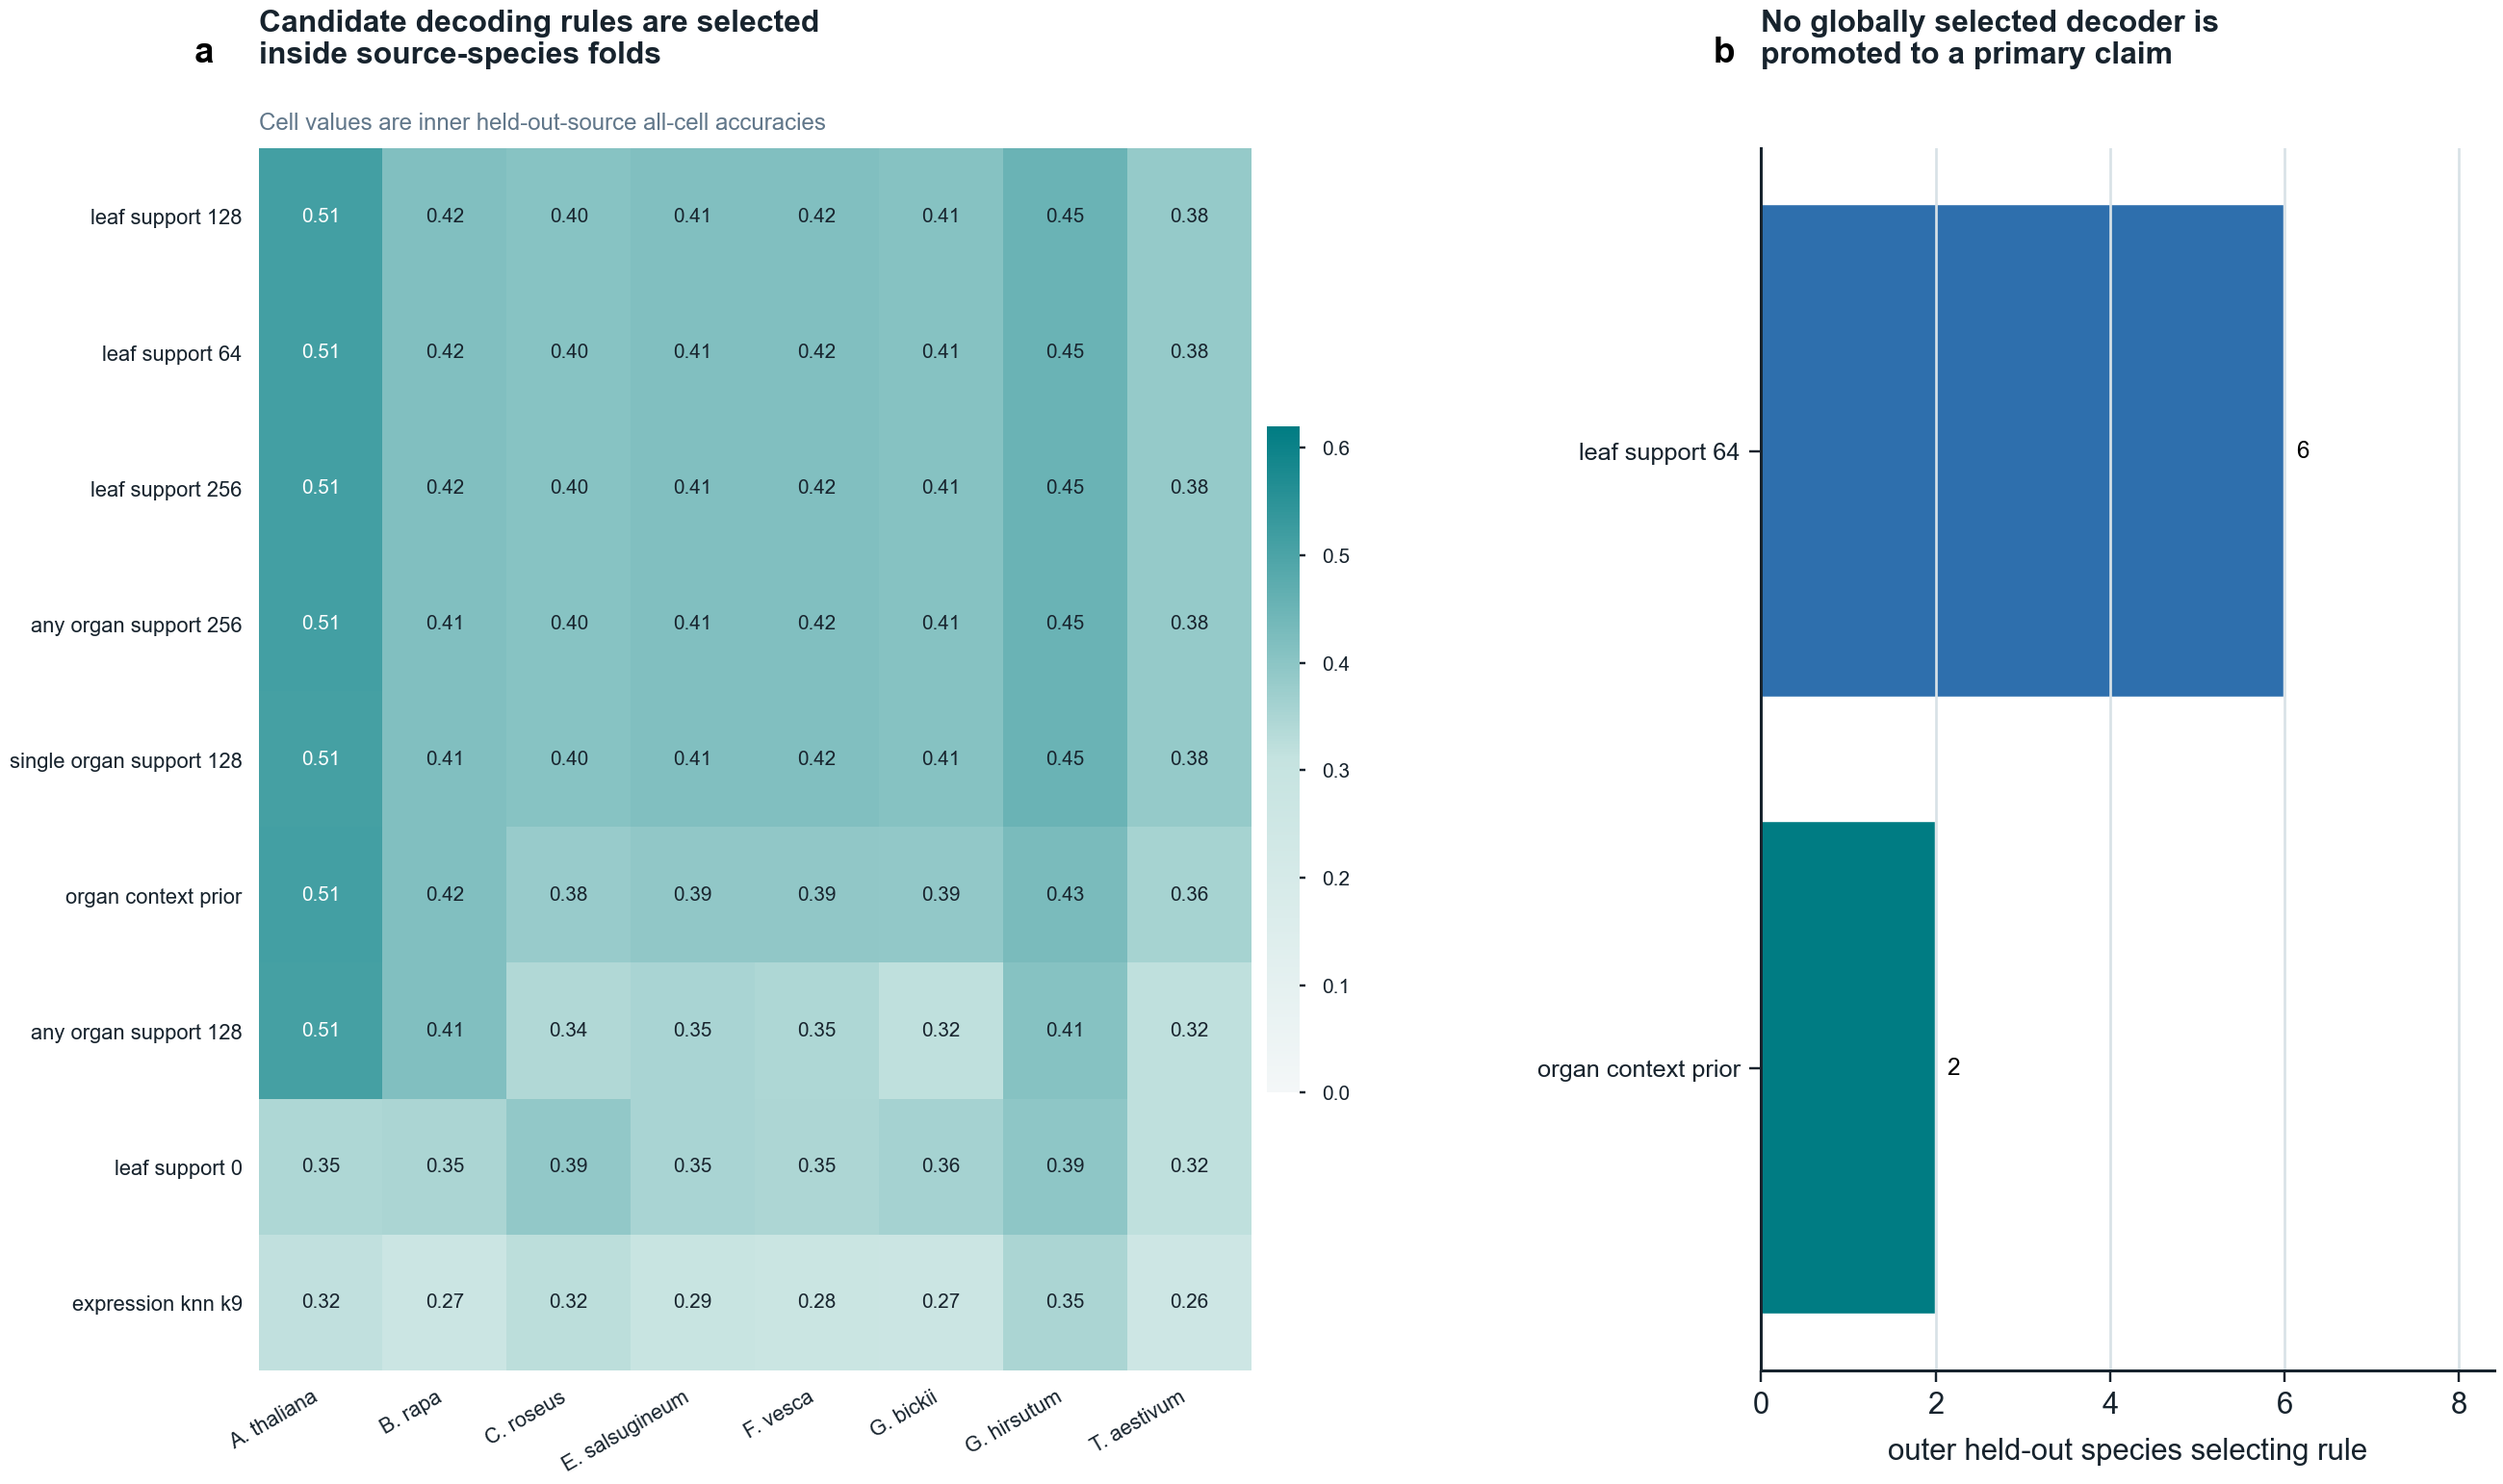 a
Candidate decoding rules are selected
inside source-species folds
Cell values are inner held-out-source all-cell accuracies
leaf support 128 0.51 0.42 0.40 0.41 0.42 0.41 0.45 0.38
leaf support 64 0.51 0.42 0.40 0.41 0.42 0.41 0.45 0.38
leaf support 256 0.51 0.42 0.40 0.41 0.42 0.41 0.45 0.38
any organ support 256 0.51 0.41 0.40 0.41 0.42 0.41 0.45 0.38
single organ support 128 0.51 0.41 0.40 0.41 0.42 0.41 0.45 0.38
organ context prior 0.51 0.42 0.38 0.39 0.39 0.39 0.43 0.36
any organ support 128 0.51 0.41 0.34 0.35 0.35 0.32 0.41 0.32
leaf support 0 0.35 0.35 0.39 0.35 0.35 0.36 0.39 0.32
expression knn k9 0.32 0.27 0.32 0.29 0.28 0.27 0.35 0.26
A. thaliana B. rapa C. roseus E. salsugineum F. vesca G. bickii G. hirsutum T. aestivum
0.6
0.5
0.4
0.3
0.2
0.1
0.0
b
No globally selected decoder is
promoted to a primary claim
leaf support 64 6
organ context prior 2
0 2 4 6 8
outer held-out species selecting rule